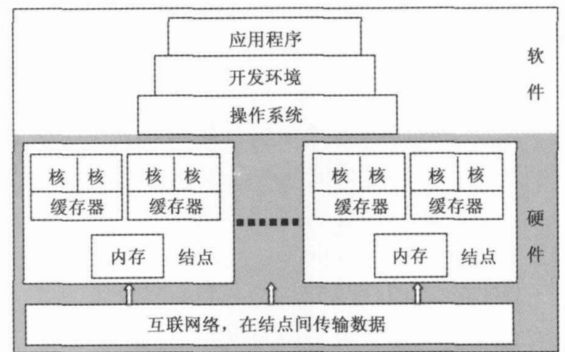 应用程序
开发环境
操作系统
软件
核 核 核 核 核 核 核 核
缓存器 缓存器 缓存器 缓存器
内存 结点 内存 结点
硬件
互联网络，在结点间传输数据